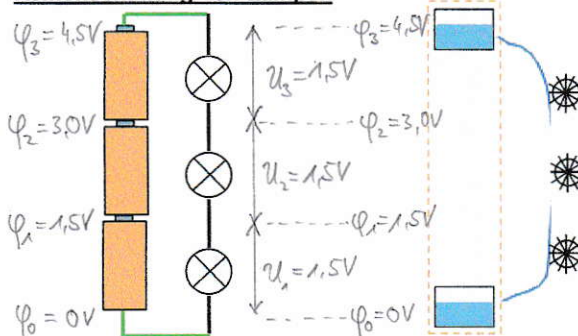 φ₃ = 4,5V
φ₂ = 3,0V
φ₁ = 1,5V
φ₀ = 0V
U₃ = 1,5V
U₂ = 1,5V
U₁ = 1,5V
φ₃ = 4,5V
φ₂ = 3,0V
φ₁ = 1,5V
φ₀ = 0V